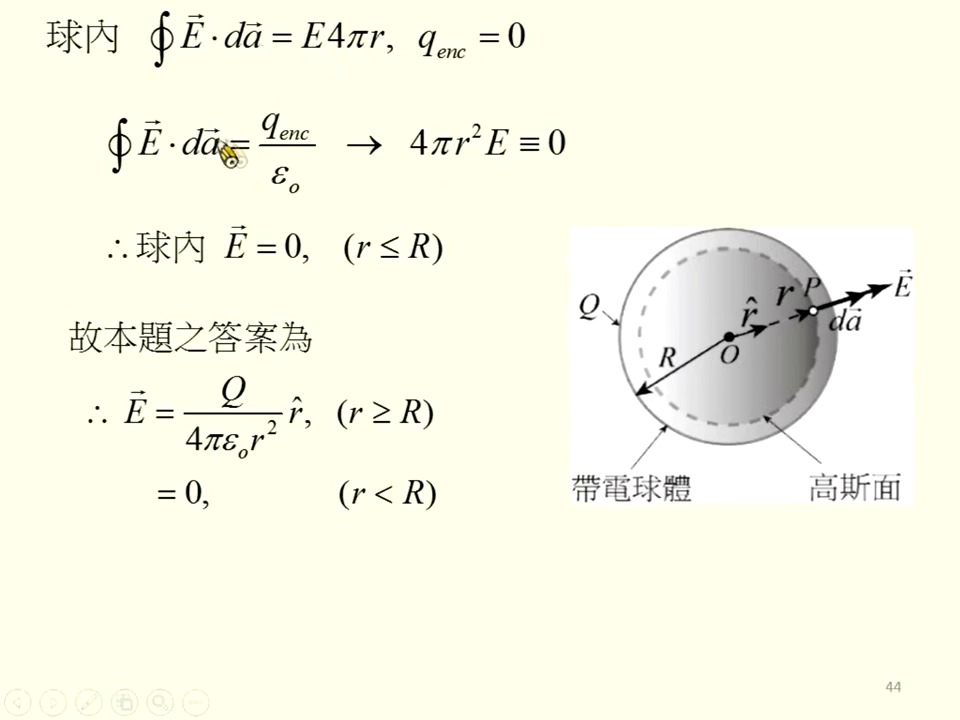 球內 ∮E⃗ · da⃗ = E4πr, q_enc = 0
∮E⃗ · da⃗ = q_enc / ε_o → 4πr² E ≡ 0
∴球內 E⃗ = 0, (r ≤ R)
故本題之答案為
∴ E⃗ = Q / 4πε_o r² r̂, (r ≥ R)
= 0, (r < R)
Q
r̂
r
P
E⃗
da⃗
R
O
帶電球體
高斯面
44